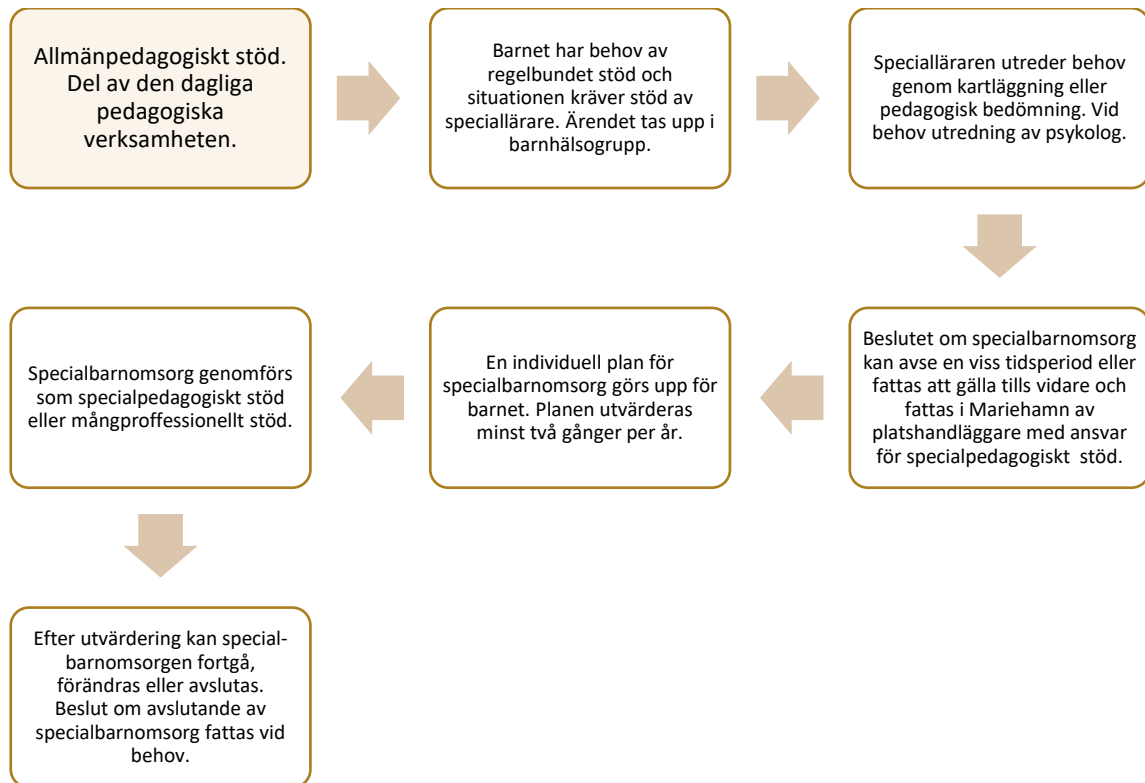 Allmänpedagogiskt stöd.
Del av den dagliga
pedagogiska
verksamheten.
Barnet har behov av
regelbundet stöd och
situationen kräver stöd av
speciallärare. Ärendet tas upp i
barnhälsogrupp.
Specialläraren utreder behov
genom kartläggning eller
pedagogisk bedömning. Vid
behov utredning av psykolog.
Beslutet om specialbarnomsorg
kan avse en viss tidsperiod eller
fattas att gälla tills vidare och
fattas i Mariehamn av
platshandläggare med ansvar
för specialpedagogiskt stöd.
En individuell plan för
specialbarnomsorg görs upp för
barnet. Planen utvärderas
minst två gånger per år.
Specialbarnomsorg genomförs
som specialpedagogiskt stöd
eller mångproffessionellt stöd.
Efter utvärdering kan special-
barnomsorgen fortgå,
förändras eller avslutas.
Beslut om avslutande av
specialbarnomsorg fattas vid
behov.